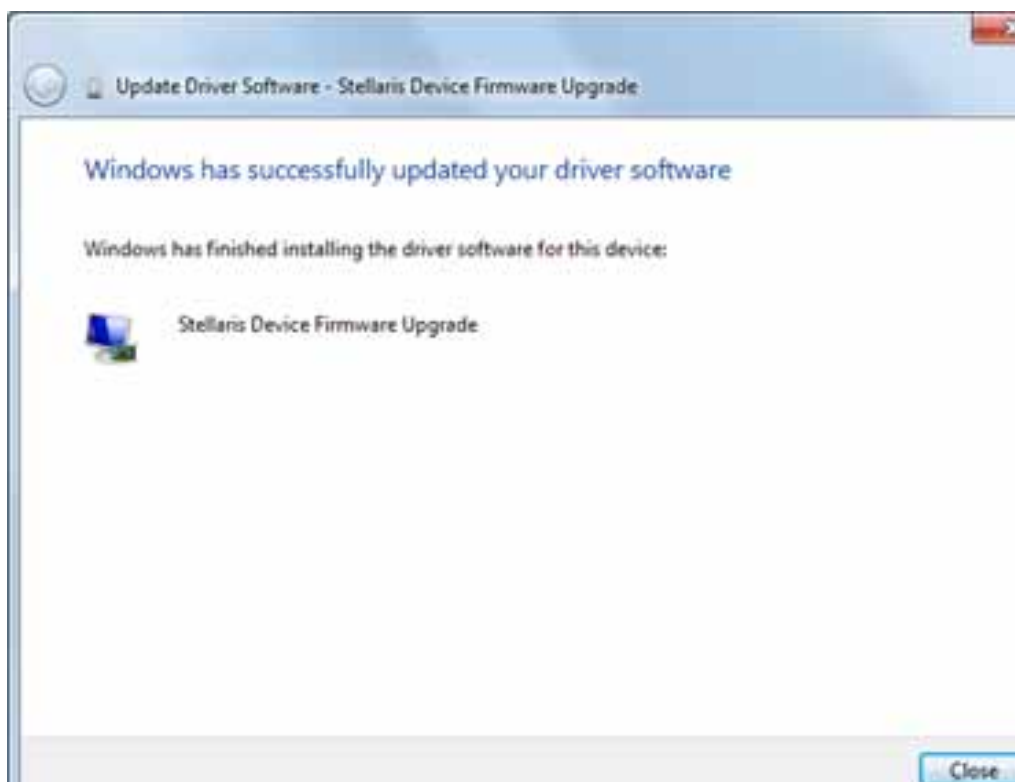 Update Driver Software - Stellaris Device Firmware Upgrade
Windows has successfully updated your driver software
Windows has finished installing the driver software for this device:
Stellaris Device Firmware Upgrade
Close